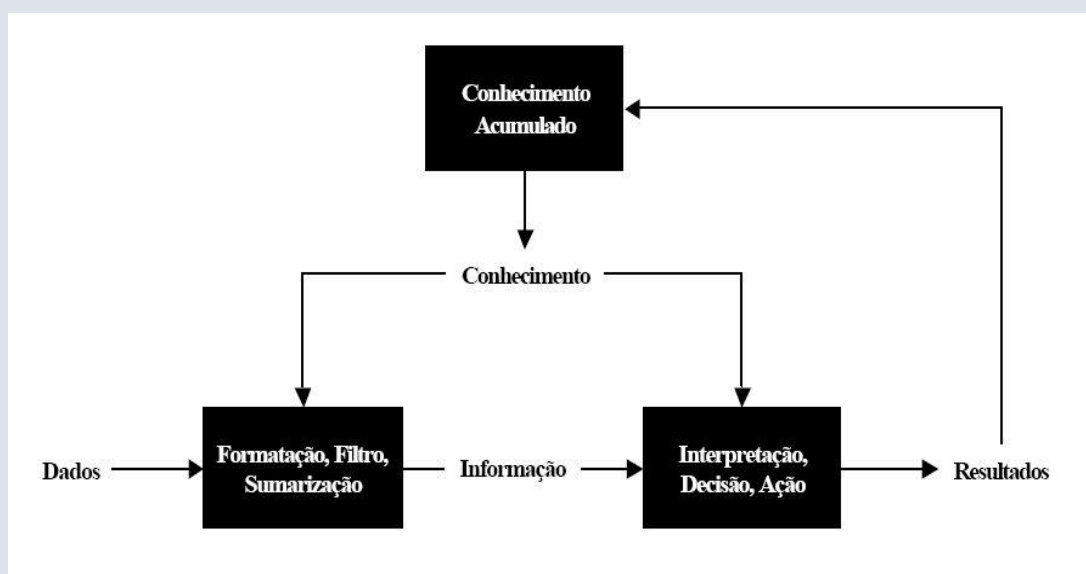 Conhecimento
Acumulado
Conhecimento
Dados
Formatação, Filtro,
Sumarização
Informação
Interpretação,
Decisão, Ação
Resultados